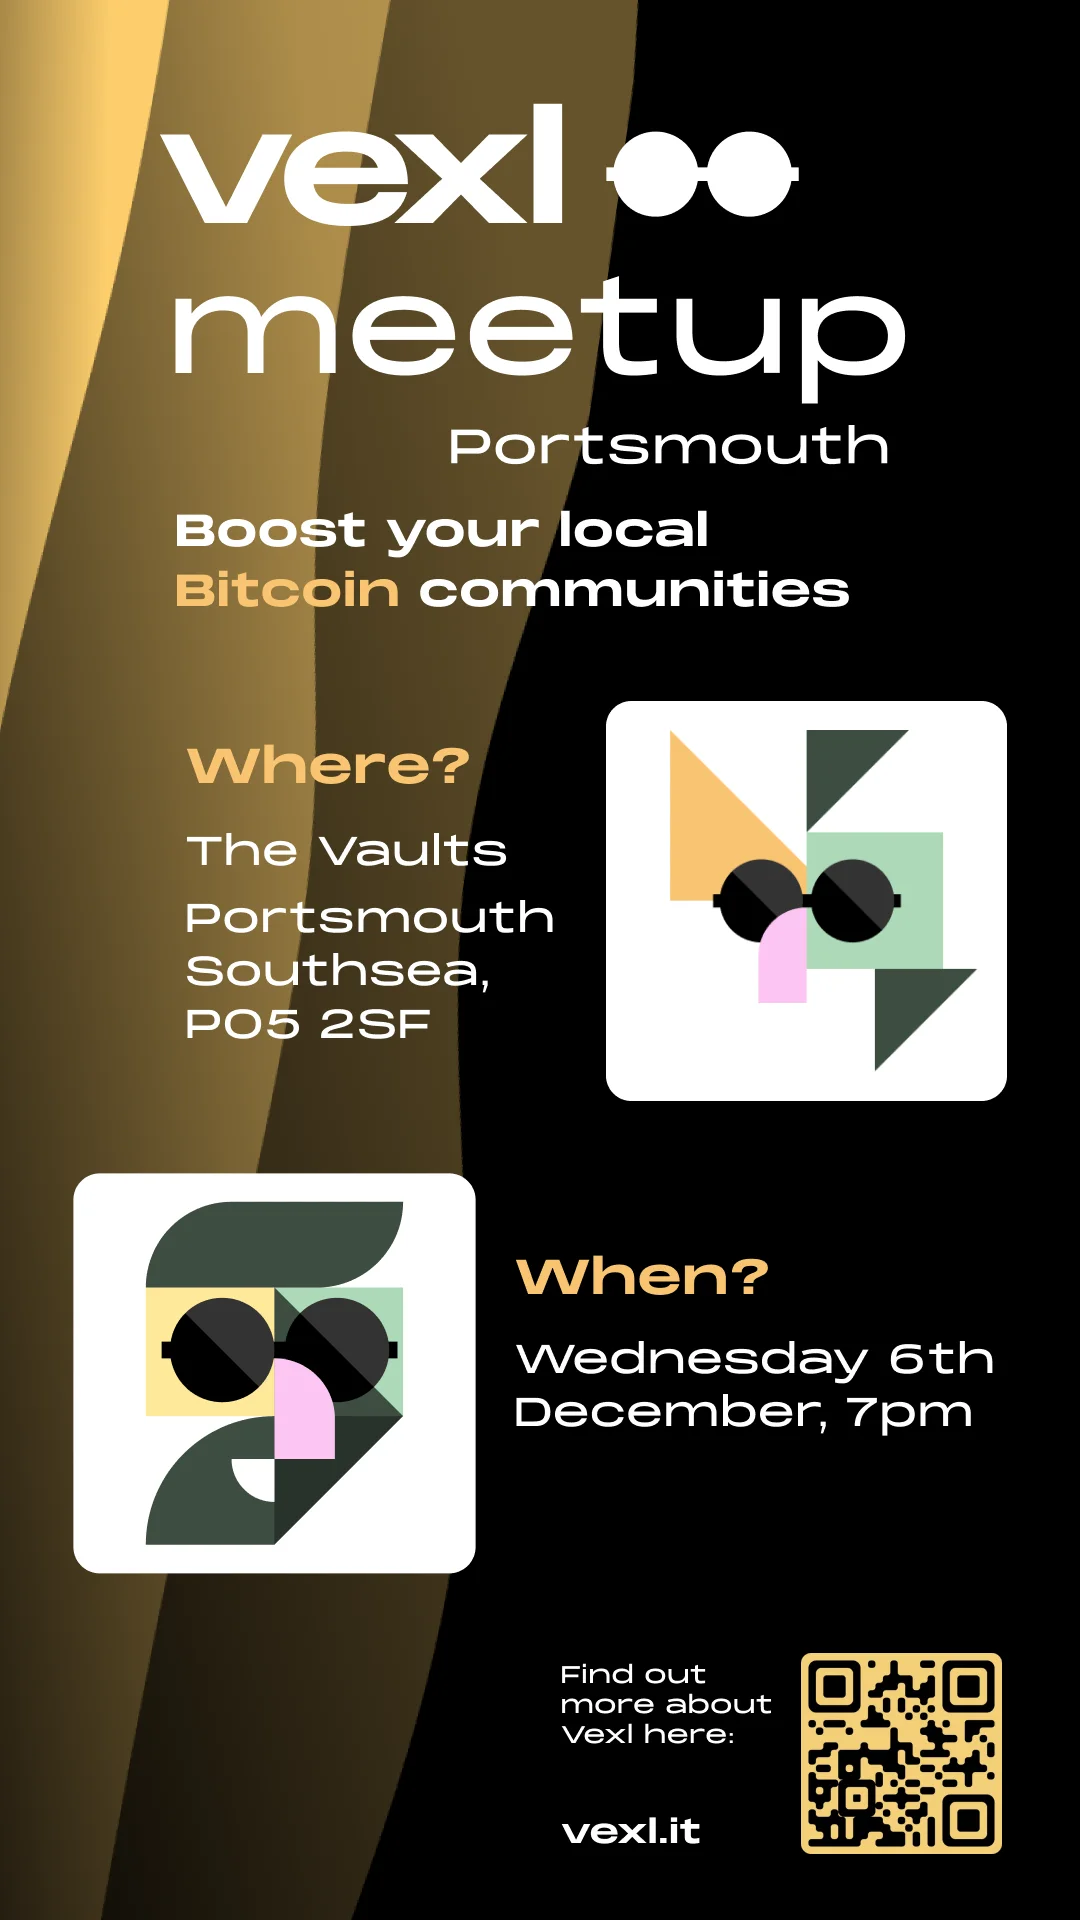 vexl
meetup
Portsmouth
Boost your local
Bitcoin communities
Where?
The Vaults
Portsmouth
Southsea,
PO5 2SF
When?
Wednesday 6th
December, 7pm
Find out
more about
Vexl here:
vexl.it